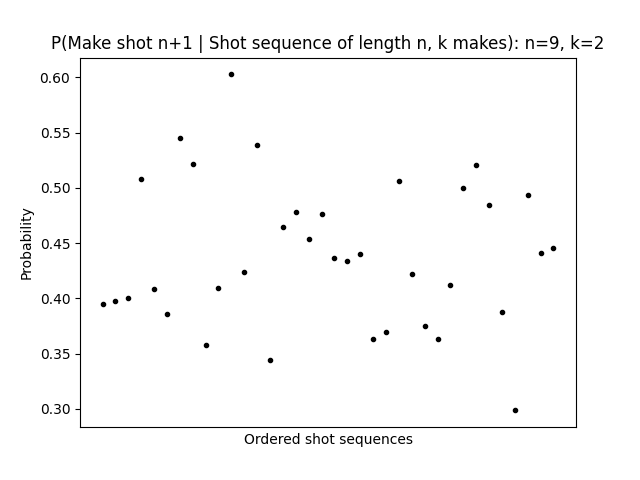 P(Make shot n+1 | Shot sequence of length n, k makes): n=9, k=2
0.60
0.55
0.50
0.45
0.40
0.35
0.30
Probability
Ordered shot sequences